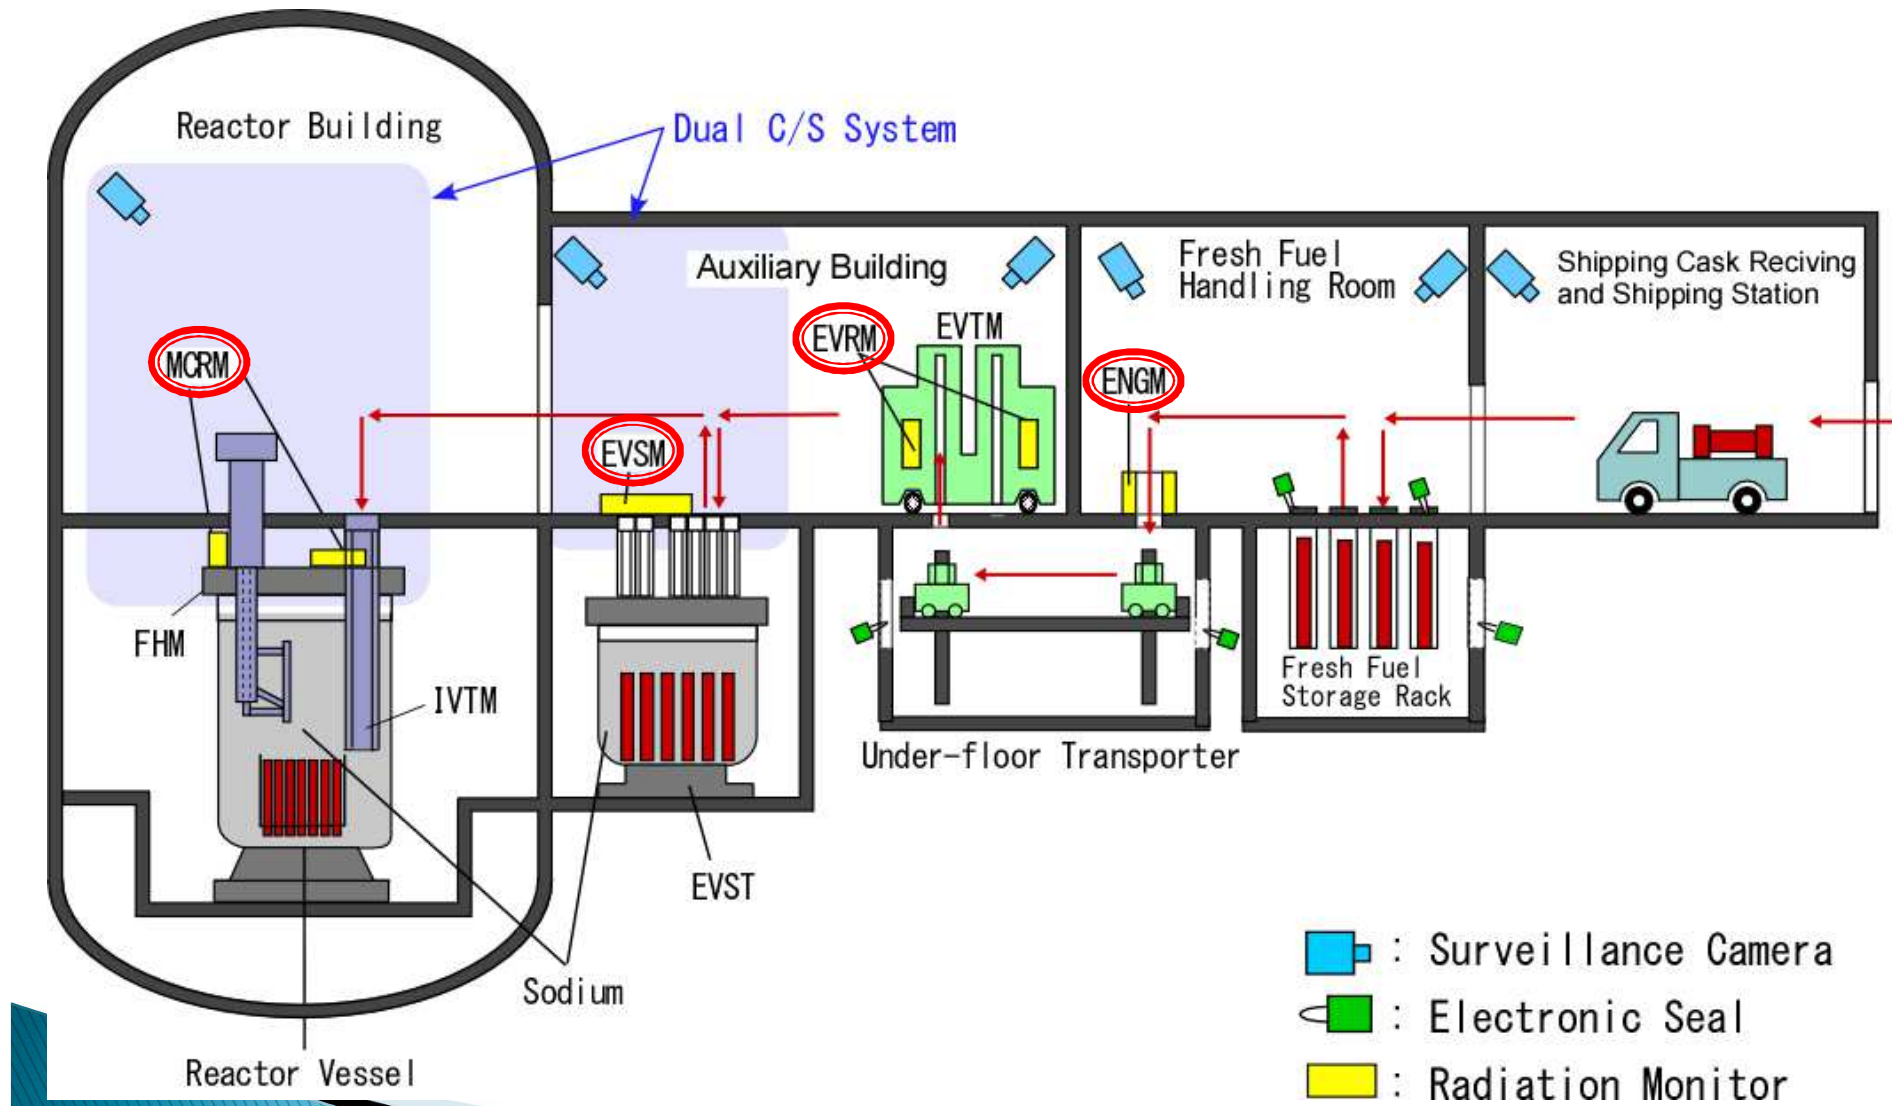 Reactor Building
Dual C/S System
Auxiliary Building
Fresh Fuel
Handling Room
Shipping Cask Reciving
and Shipping Station
MCRM
EVRM
EVTM
ENGM
EVSM
FHM
IVTM
Fresh Fuel
Storage Rack
Under-floor Transporter
EVST
Sodium
Reactor Vessel
: Surveillance Camera
: Electronic Seal
: Radiation Monitor